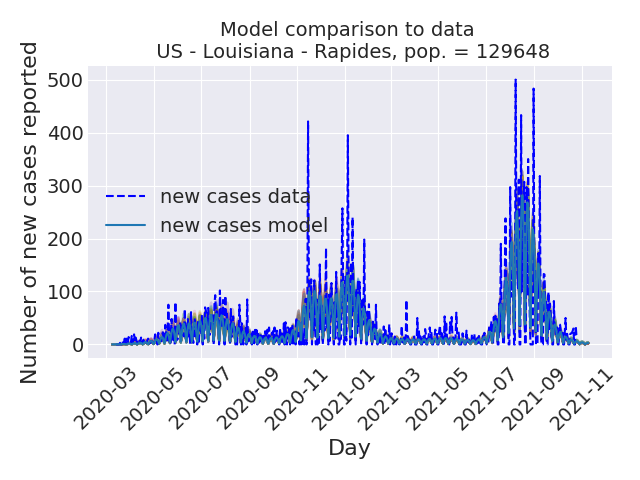 Model comparison to data
US - Louisiana - Rapides, pop. = 129648
Number of new cases reported
500
400
300
200
100
0
new cases data
new cases model
2020-03
2020-05
2020-07
2020-09
2020-11
2021-01
2021-03
2021-05
2021-07
2021-09
2021-11
Day